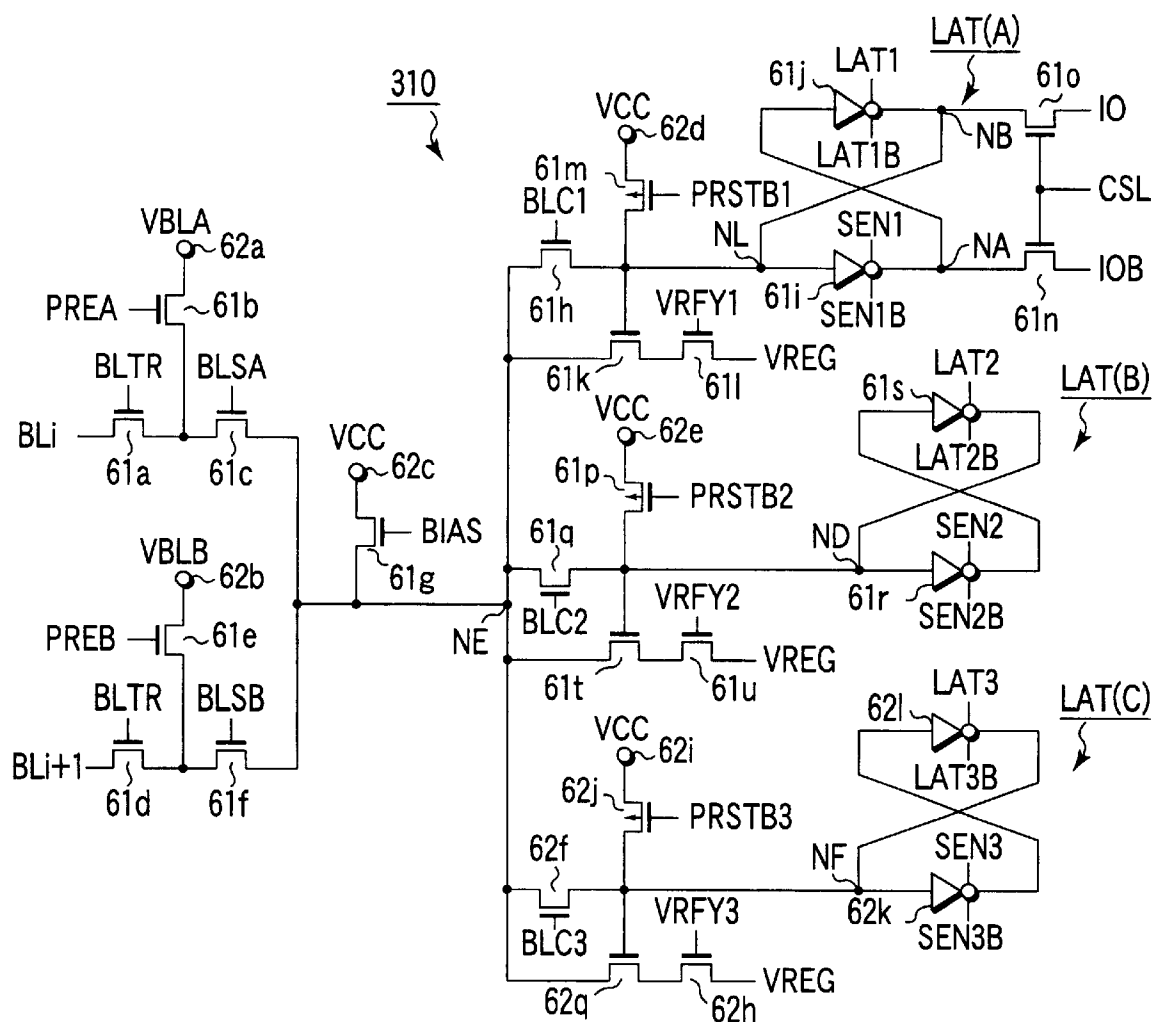 310
LAT(A)
LAT1
61j
61o
VCC
IO
62d
NB
LAT1B
61m
PRSTB1
BLC1
CSL
VBLA
SEN1
62a
NL
NA
IOB
61h
61i
PREA
61b
VRFY1
SEN1B
61n
BLTR
BLSA
61k
61l
VREG
LAT2
61s
LAT(B)
BLi
VCC
VCC
61a
61c
62c
62e
LAT2B
61p
PRSTB2
BIAS
VBLB
61q
ND
SEN2
62b
61g
VRFY2
61r
PREB
61e
NE
BLC2
SEN2B
VREG
BLTR
BLSB
61t
61u
LAT3
62l
LAT(C)
VCC
62i
BLi+1
LAT3B
61d
61f
62j
PRSTB3
62f
NF
SEN3
VRFY3
62k
BLC3
SEN3B
VREG
62q
62h